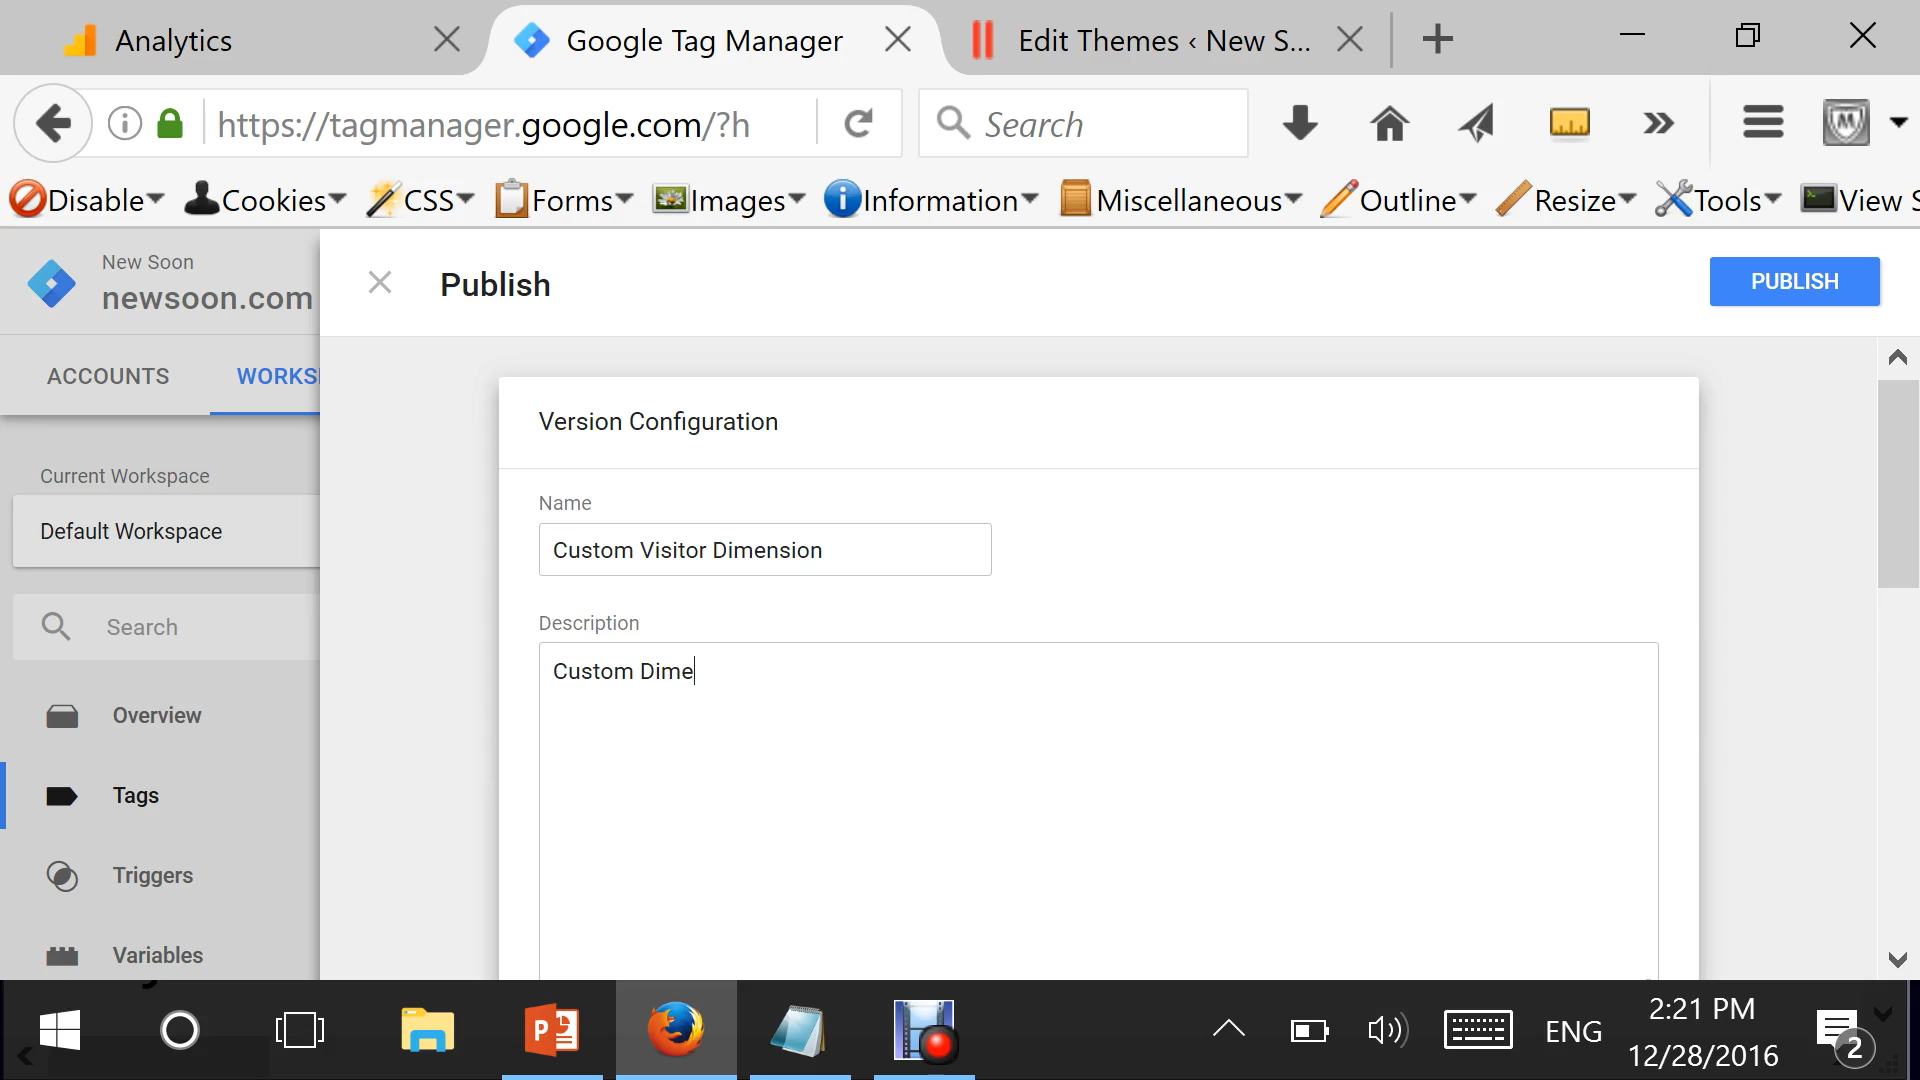 Analytics
Google Tag Manager
Edit Themes ‹ New S...
https://tagmanager.google.com/?h
Search
Disable
Cookies
CSS
Forms
Images
Information
Miscellaneous
Outline
Resize
Tools
View S
New Soon
newsoon.com
Publish
PUBLISH
ACCOUNTS
WORKS
Current Workspace
Default Workspace
Search
Overview
Tags
Triggers
Variables
Version Configuration
Name
Custom Visitor Dimension
Description
Custom Dime
ENG
2:21 PM
12/28/2016
2